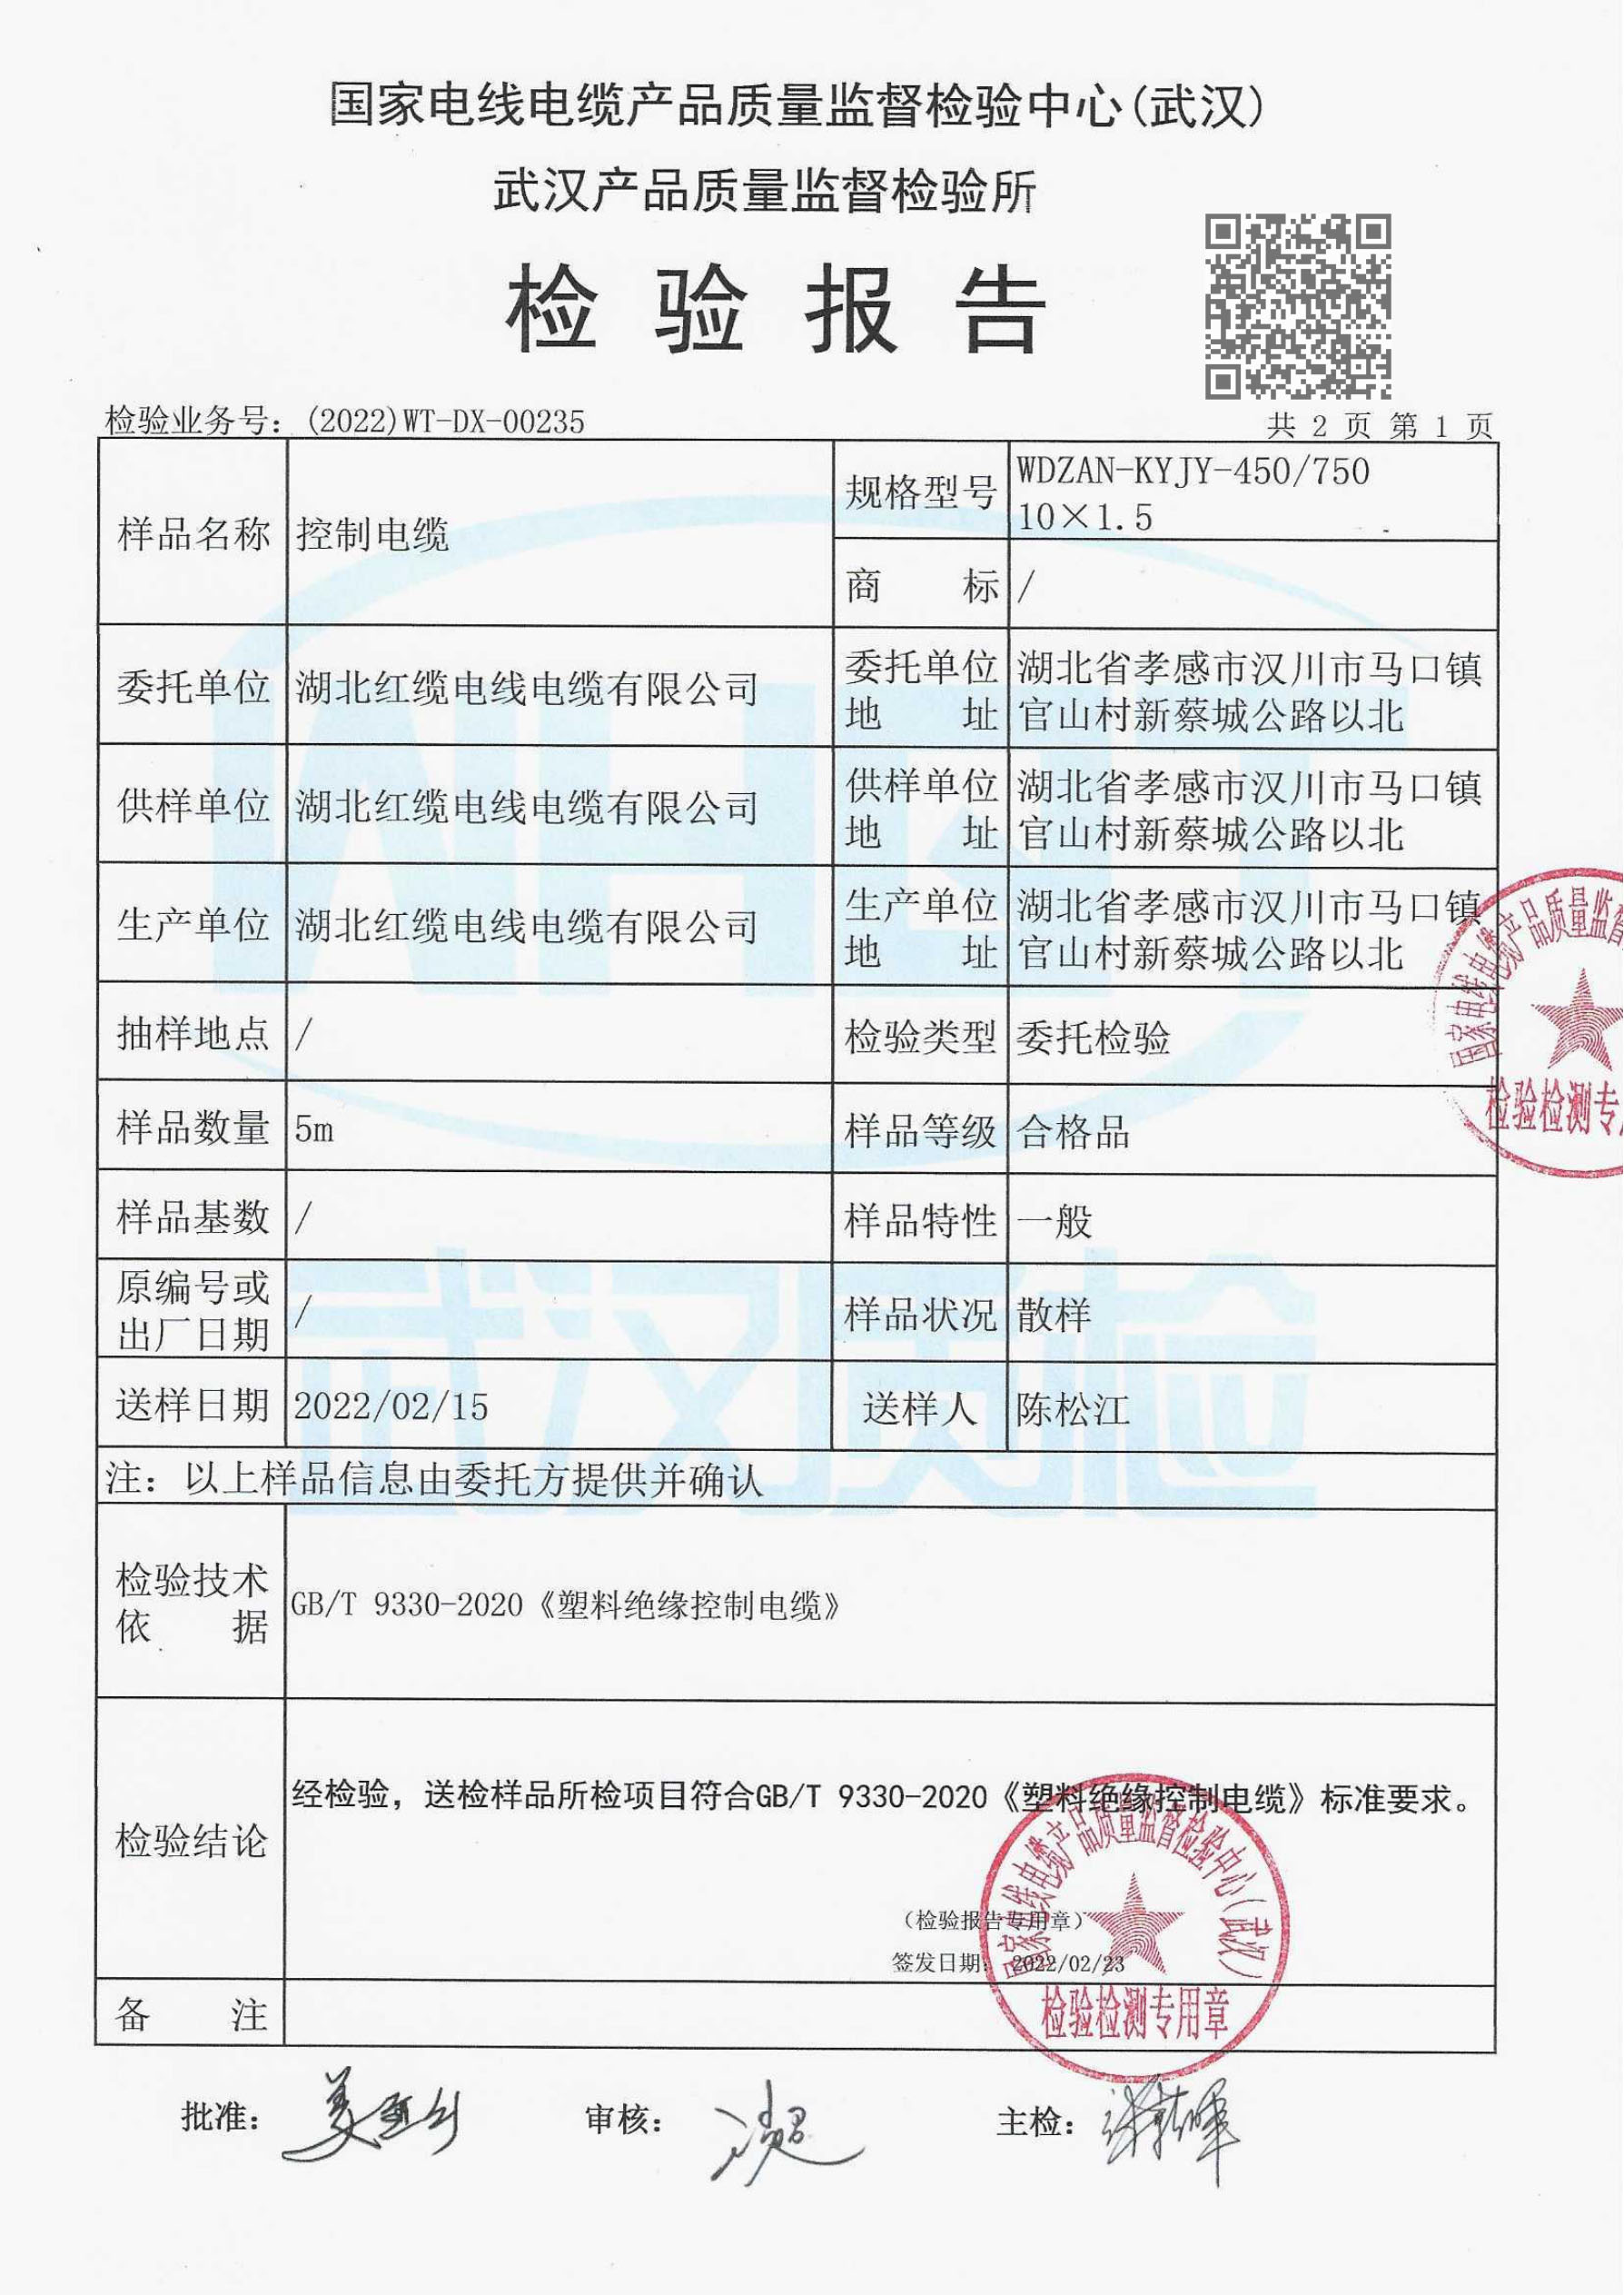 国家电线电缆产品质量监督检验中心(武汉)
武汉产品质量监督检验所
检验报告
检验业务号：(2022)WT-DX-00235
共 2 页 第 1 页
样品名称
控制电缆
规格型号
WDZAN-KYJY-450/750
10×1.5
商 标
/
委托单位
湖北红缆电线电缆有限公司
委托单位
地 址
湖北省孝感市汉川市马口镇
官山村新蔡城公路以北
供样单位
湖北红缆电线电缆有限公司
供样单位
地 址
湖北省孝感市汉川市马口镇
官山村新蔡城公路以北
生产单位
湖北红缆电线电缆有限公司
生产单位
地 址
湖北省孝感市汉川市马口镇
官山村新蔡城公路以北
抽样地点
/
检验类型
委托检验
样品数量
5m
样品等级
合格品
样品基数
/
样品特性
一般
原编号或
出厂日期
/
样品状况
散样
送样日期
2022/02/15
送样人
陈松江
注：以上样品信息由委托方提供并确认
检验技术
依 据
GB/T 9330-2020《塑料绝缘控制电缆》
检验结论
经检验，送检样品所检项目符合GB/T 9330-2020《塑料绝缘控制电缆》标准要求。
（检验报告专用章）
签发日期：2022/02/23
备 注
批准：
审核：
主检：
国家电线电缆产品质量监督检验中心（武汉）
检验检测专用章
国家电线电缆产品质量监督
检验检测专用
武汉质检